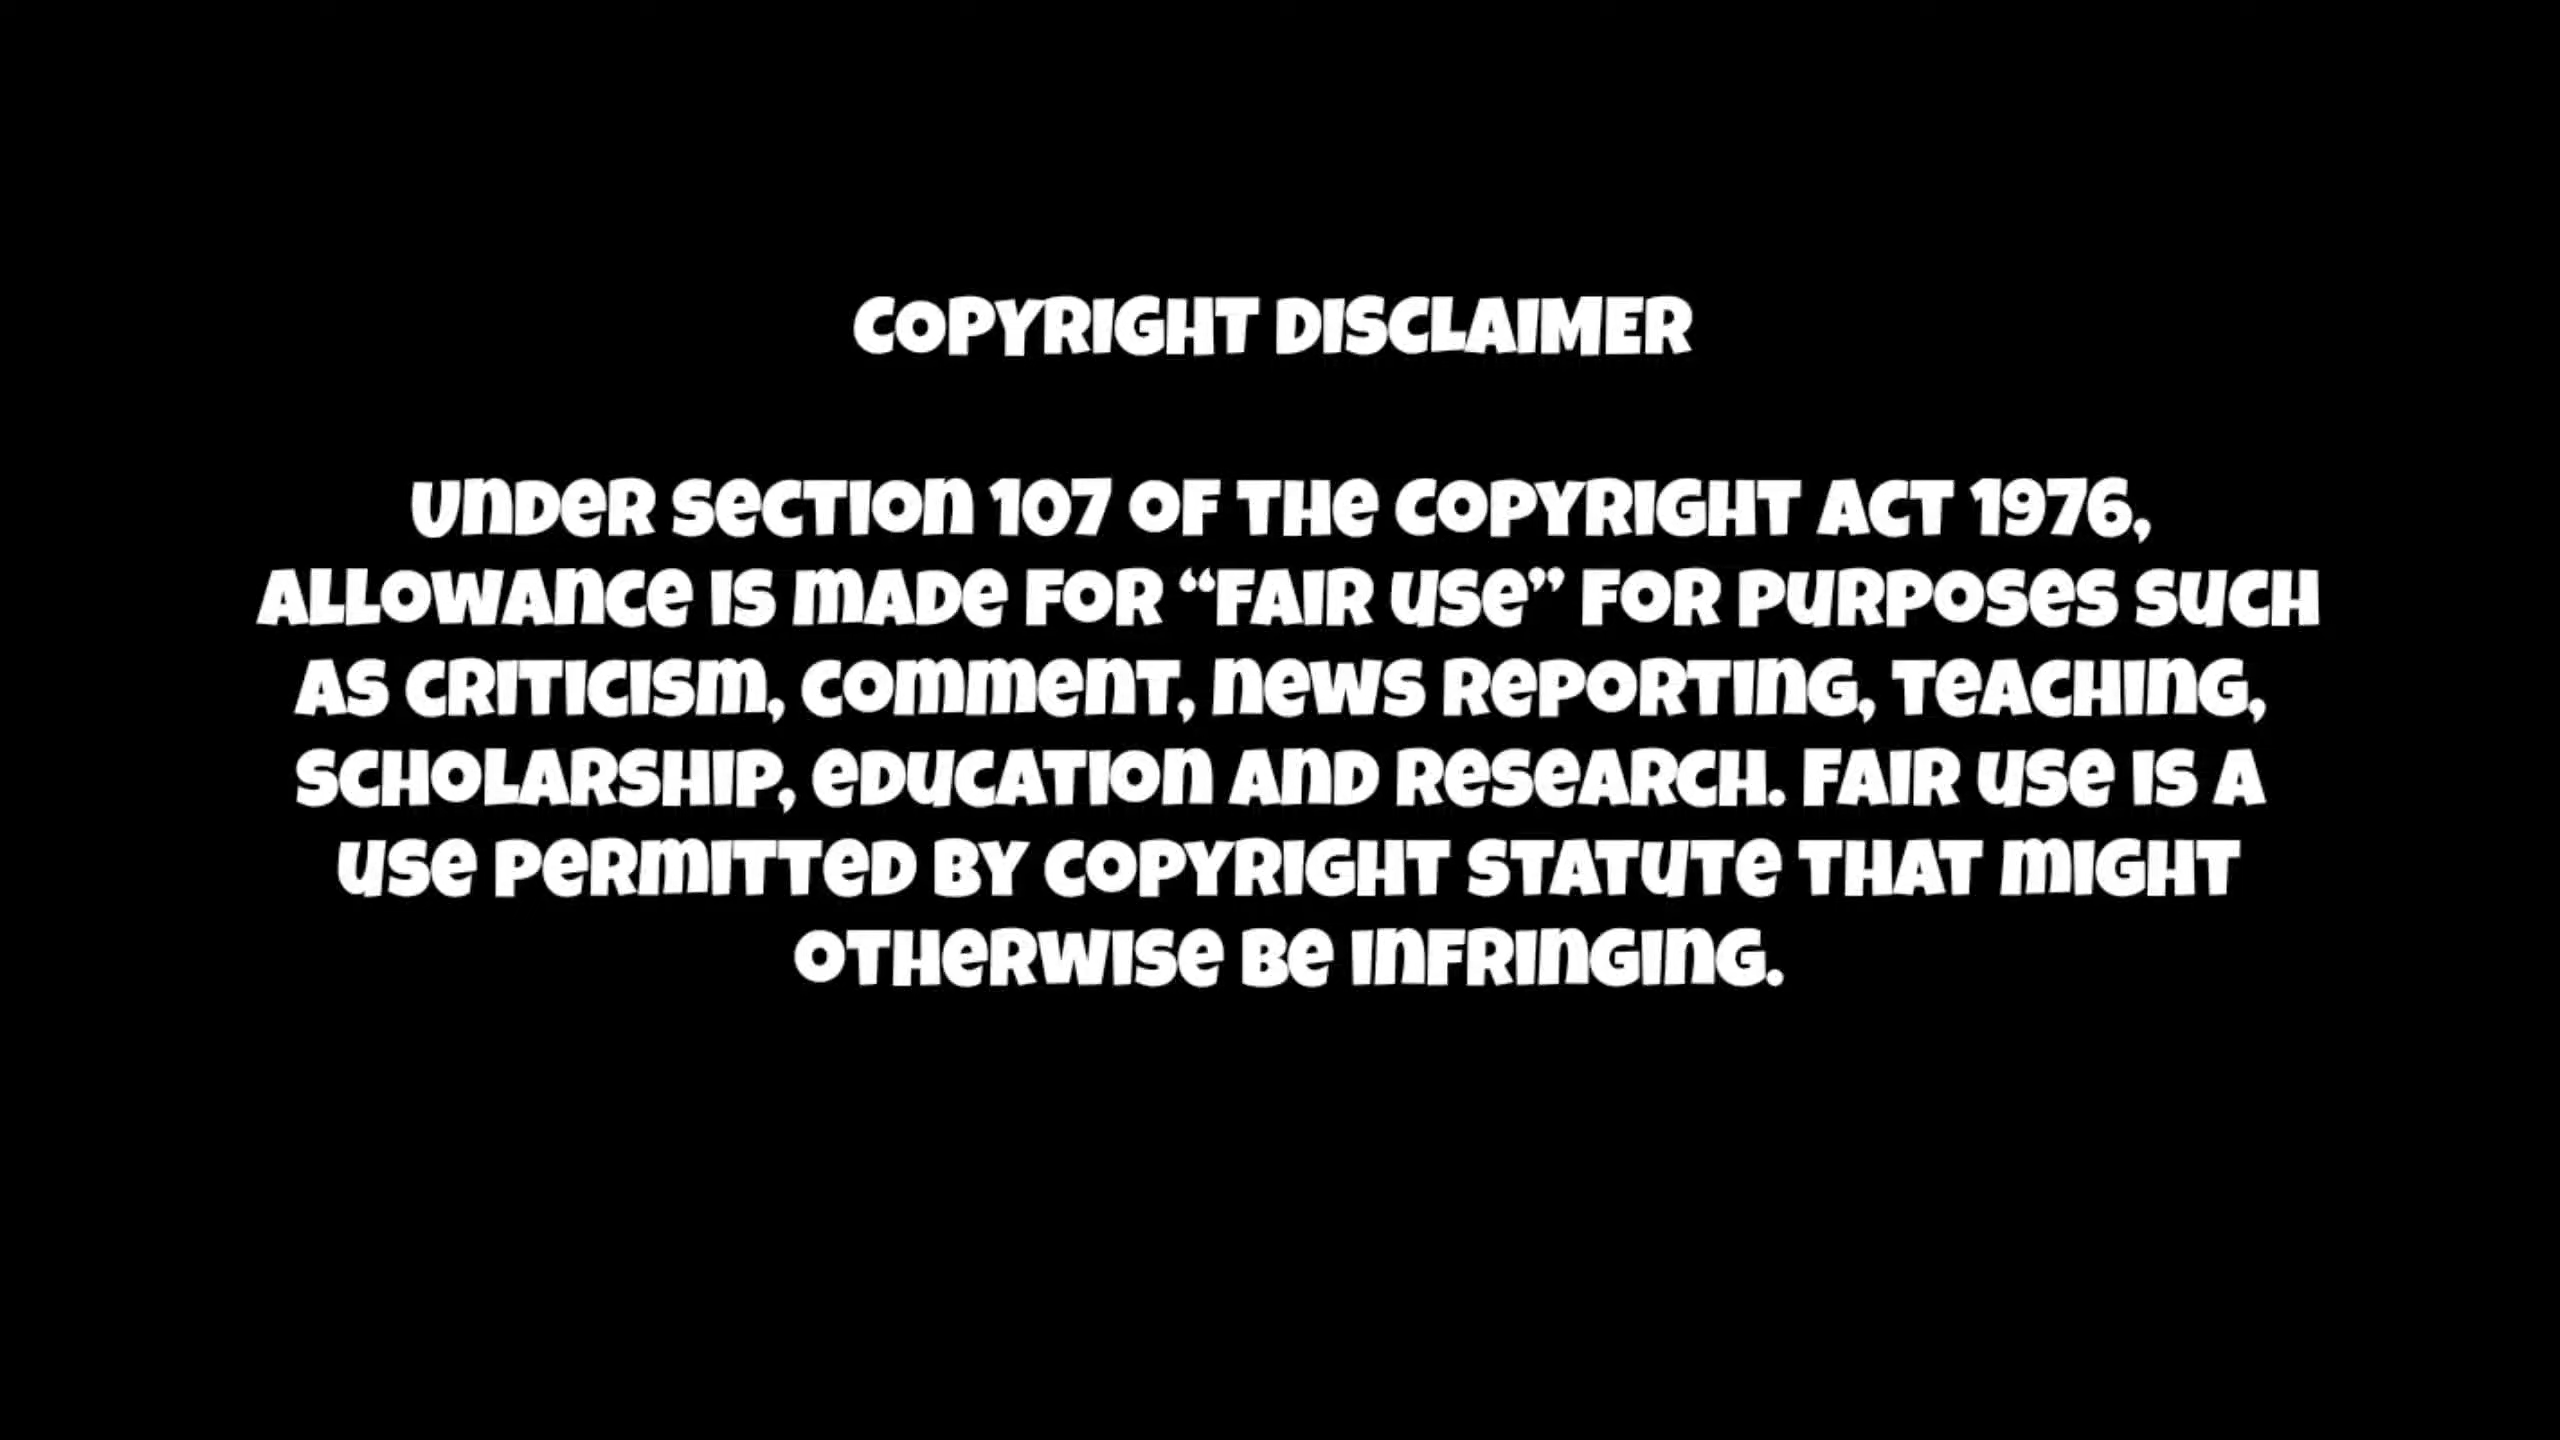 COPYRIGHT DISCLAIMER
UNDER SECTION 107 OF THE COPYRIGHT ACT 1976,
ALLOWANCE IS MADE FOR “FAIR USE” FOR PURPOSES SUCH
AS CRITICISM, COMMENT, NEWS REPORTING, TEACHING,
SCHOLARSHIP, EDUCATION AND RESEARCH. FAIR USE IS A
USE PERMITTED BY COPYRIGHT STATUTE THAT MIGHT
OTHERWISE BE INFRINGING.